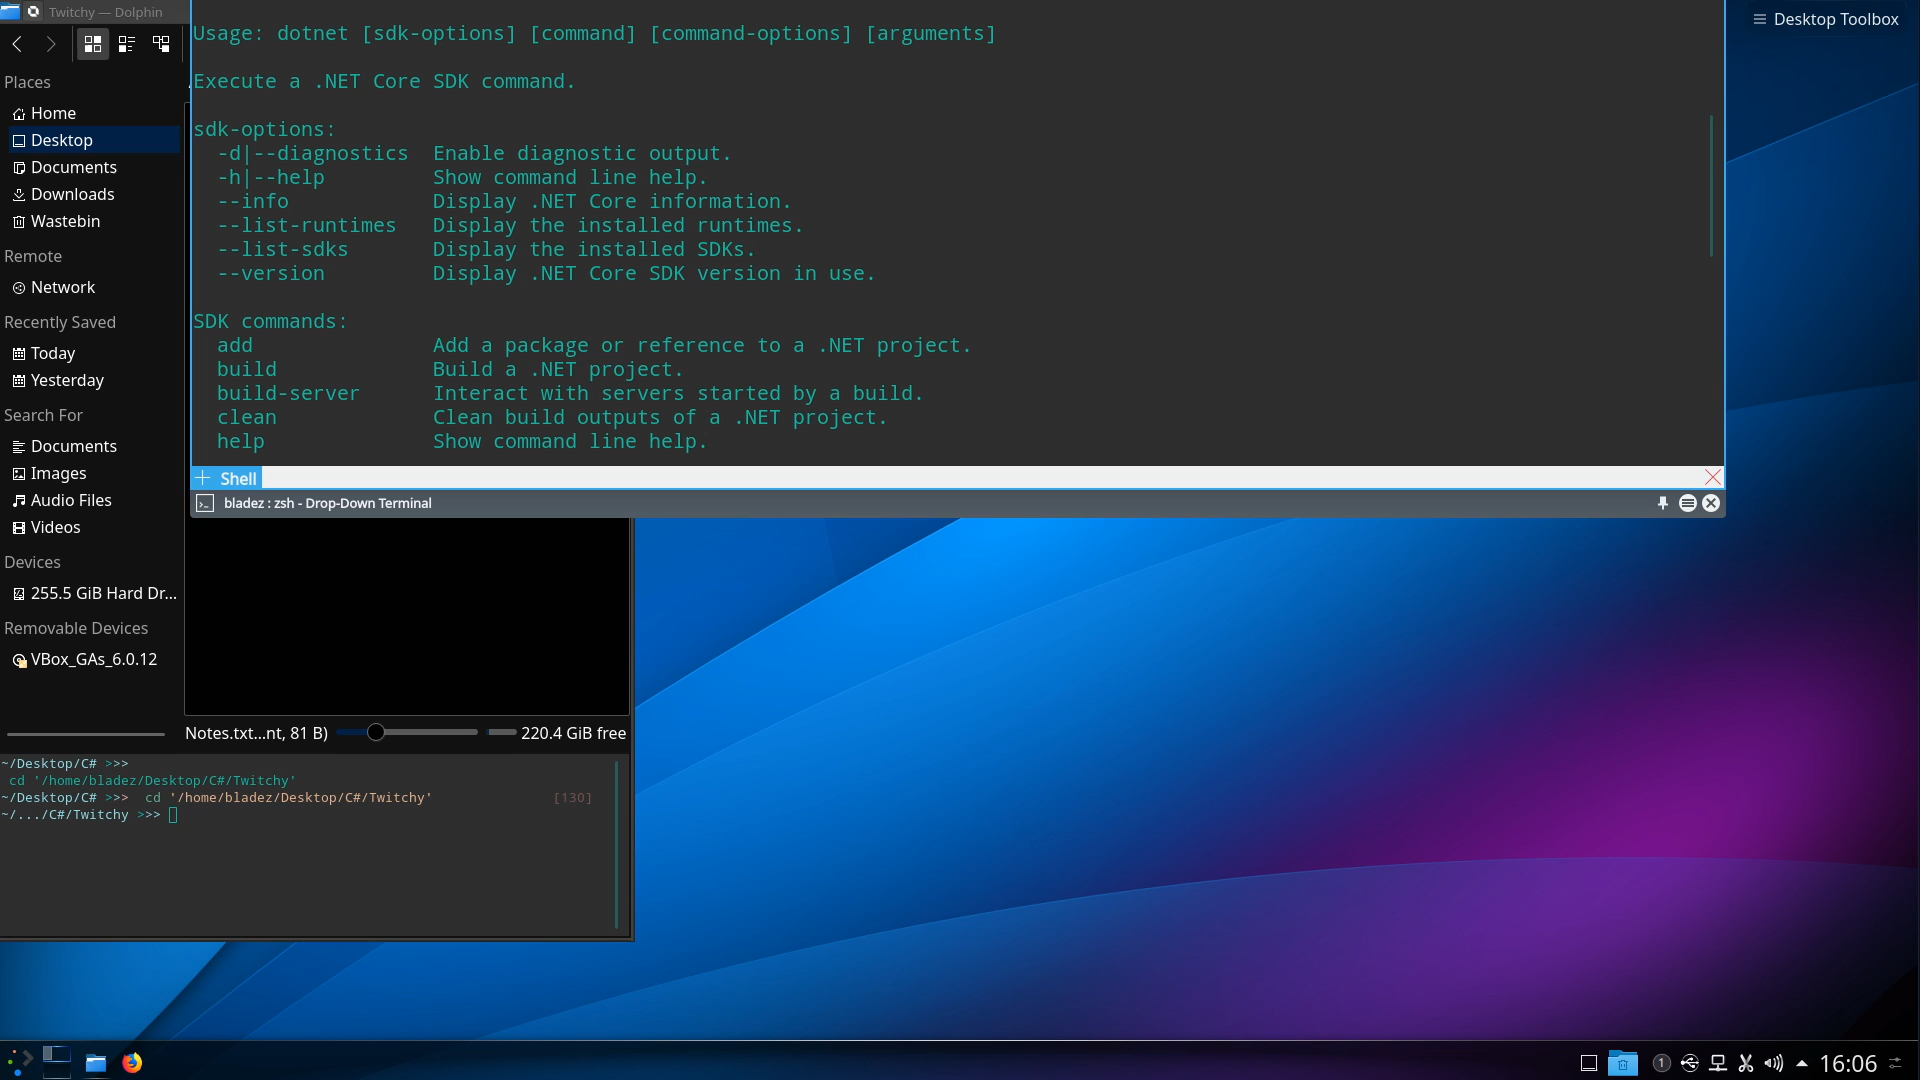 Twitchy — Dolphin
Places
Home
Desktop
Documents
Downloads
Wastebin
Remote
Network
Recently Saved
Today
Yesterday
Search For
Documents
Images
Audio Files
Videos
Devices
255.5 GiB Hard Dr...
Removable Devices
VBox_GAs_6.0.12
Usage: dotnet [sdk-options] [command] [command-options] [arguments]
Execute a .NET Core SDK command.
sdk-options:
-d|--diagnostics  Enable diagnostic output.
-h|--help         Show command line help.
--info            Display .NET Core information.
--list-runtimes   Display the installed runtimes.
--list-sdks       Display the installed SDKs.
--version         Display .NET Core SDK version in use.
SDK commands:
add               Add a package or reference to a .NET project.
build             Build a .NET project.
build-server      Interact with servers started by a build.
clean             Clean build outputs of a .NET project.
help              Show command line help.
Shell
bladez : zsh - Drop-Down Terminal
Desktop Toolbox
Notes.txt...nt, 81 B) 220.4 GiB free
~/Desktop/C# >>>
cd '/home/bladez/Desktop/C#/Twitchy'
~/Desktop/C# >>>  cd '/home/bladez/Desktop/C#/Twitchy' [130]
~/.../C#/Twitchy >>>
1 16:06